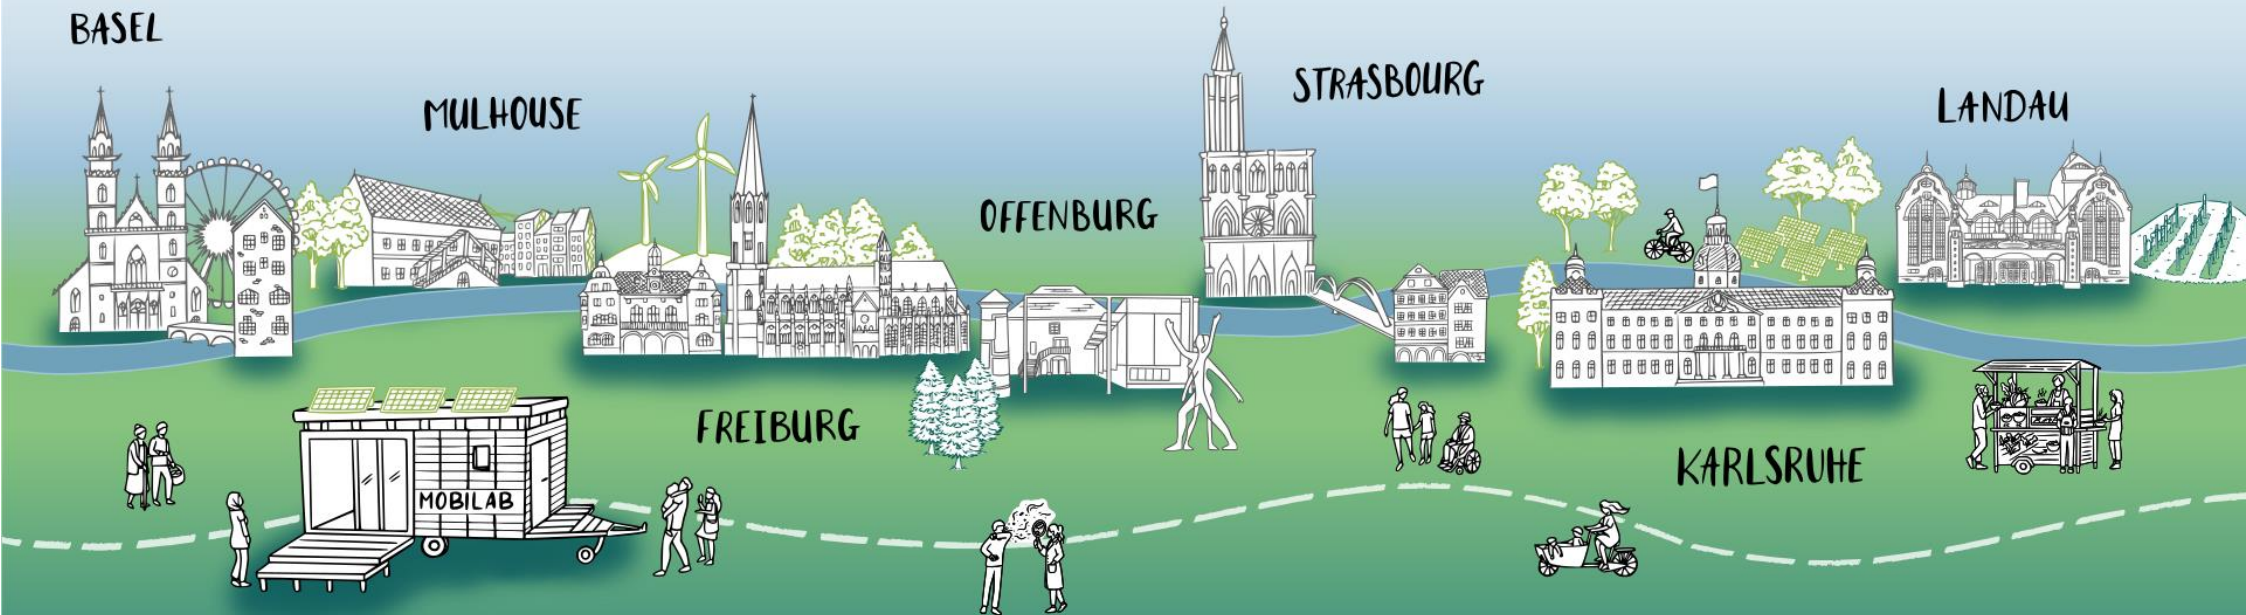 BASEL
MULHOUSE
STRASBOURG
LANDAU
OFFENBURG
FREIBURG
KARLSRUHE
MOBILAB